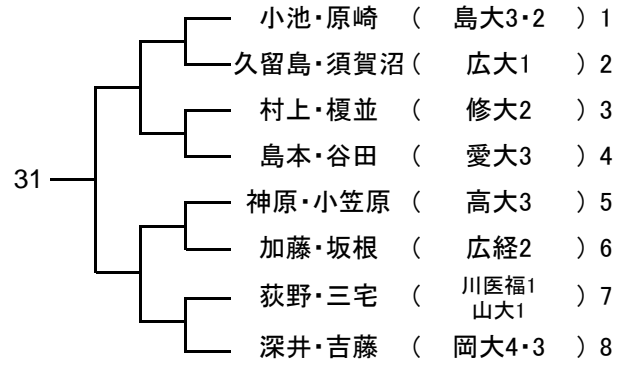 小池・原崎 ( 島大3・2 ) 1
久留島・須賀沼 ( 広大1 ) 2
村上・榎並 ( 修大2 ) 3
島本・谷田 ( 愛大3 ) 4
31
神原・小笠原 ( 高大3 ) 5
加藤・坂根 ( 広経2 ) 6
荻野・三宅 ( 川医福1 山大1 ) 7
深井・吉藤 ( 岡大4・3 ) 8